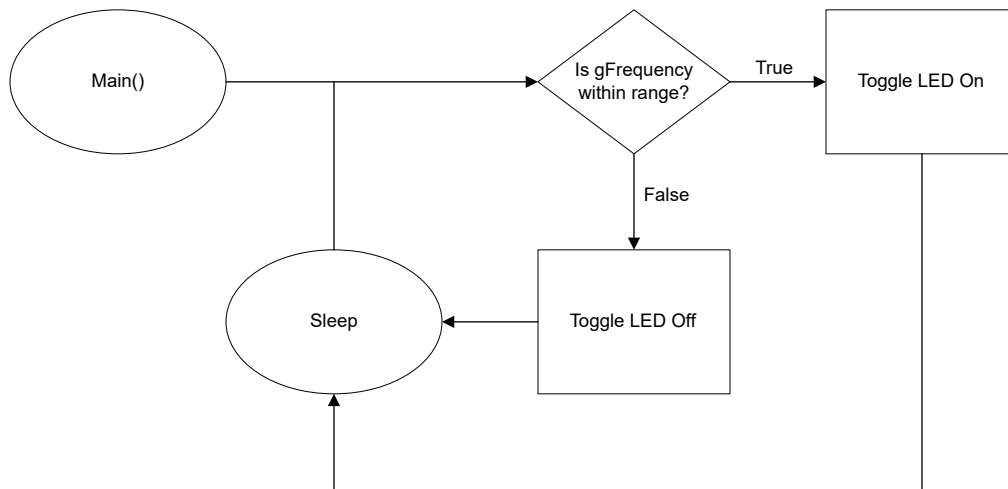 Main()
Is gFrequency
within range?
True
Toggle LED On
False
Sleep
Toggle LED Off